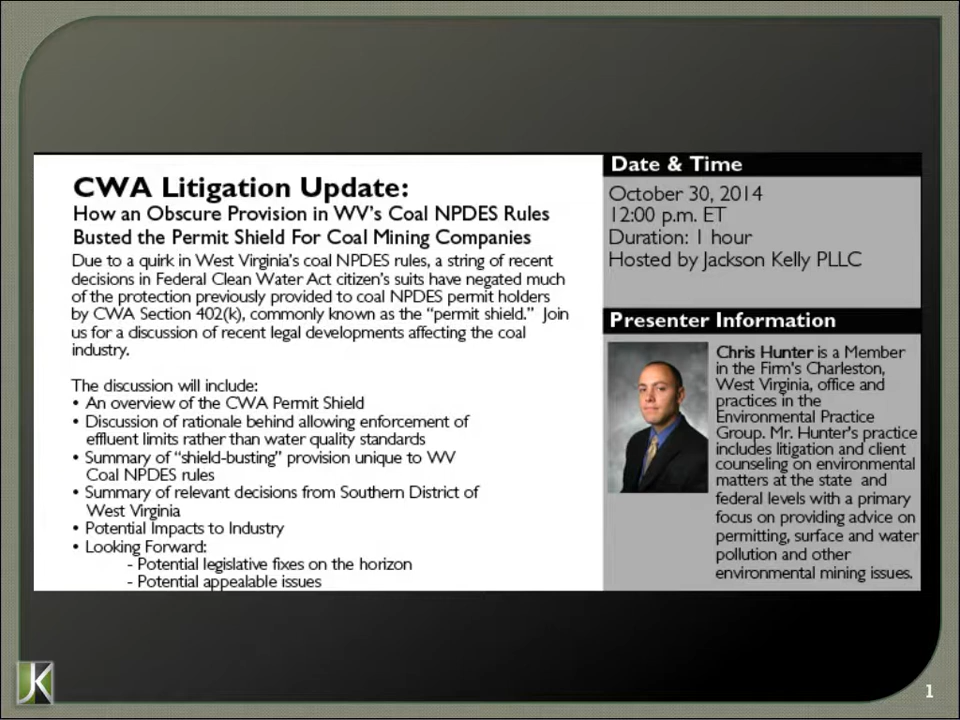 CWA Litigation Update:
How an Obscure Provision in WV's Coal NPDES Rules
Busted the Permit Shield For Coal Mining Companies
Due to a quirk in West Virginia's coal NPDES rules, a string of recent
decisions in Federal Clean Water Act citizen's suits have negated much
of the protection previously provided to coal NPDES permit holders
by CWA Section 402(k), commonly known as the "permit shield." Join
us for a discussion of recent legal developments affecting the coal
industry.
The discussion will include:
• An overview of the CWA Permit Shield
• Discussion of rationale behind allowing enforcement of
effluent limits rather than water quality standards
• Summary of "shield-busting" provision unique to WV
Coal NPDES rules
• Summary of relevant decisions from Southern District of
West Virginia
• Potential Impacts to Industry
• Looking Forward:
- Potential legislative fixes on the horizon
- Potential appealable issues
Date & Time
October 30, 2014
12:00 p.m. ET
Duration: 1 hour
Hosted by Jackson Kelly PLLC
Presenter Information
Chris Hunter is a Member
in the Firm's Charleston,
West Virginia, office and
practices in the
Environmental Practice
Group. Mr. Hunter's practice
includes litigation and client
counseling on environmental
matters at the state and
federal levels with a primary
focus on providing advice on
permitting, surface and water
pollution and other
environmental mining issues.
JK
1